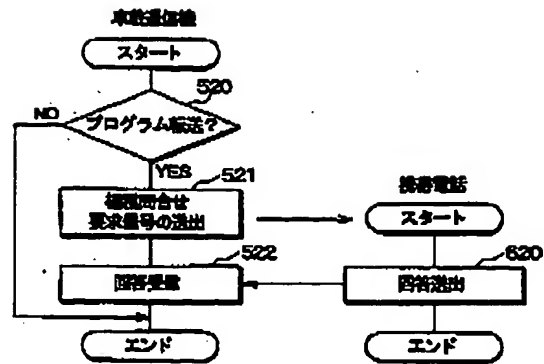 車載通信機
スタート
520
NO
プログラム転送?
YES
521
機種問合せ
要求信号の送出
携帯電話
スタート
522
620
回答受信
回答送出
エンド
エンド